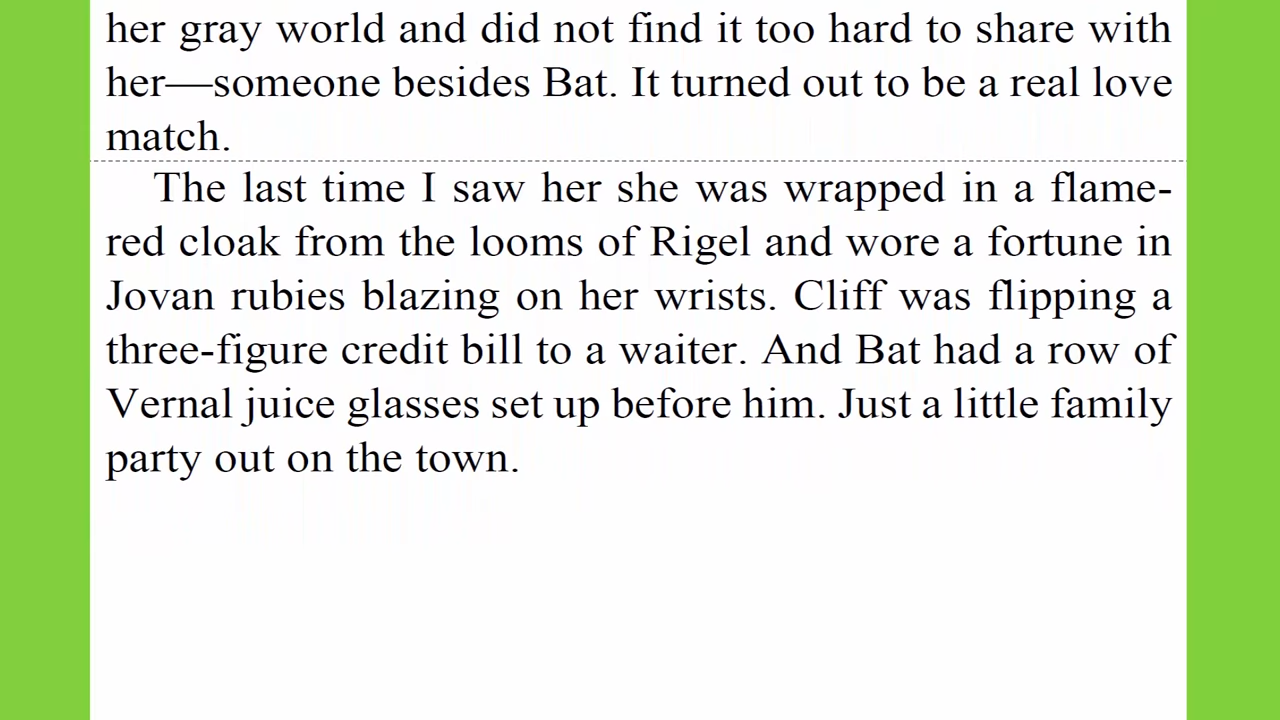 her gray world and did not find it too hard to share with
her—someone besides Bat. It turned out to be a real love
match.
The last time I saw her she was wrapped in a flame-
red cloak from the looms of Rigel and wore a fortune in
Jovan rubies blazing on her wrists. Cliff was flipping a
three-figure credit bill to a waiter. And Bat had a row of
Vernal juice glasses set up before him. Just a little family
party out on the town.